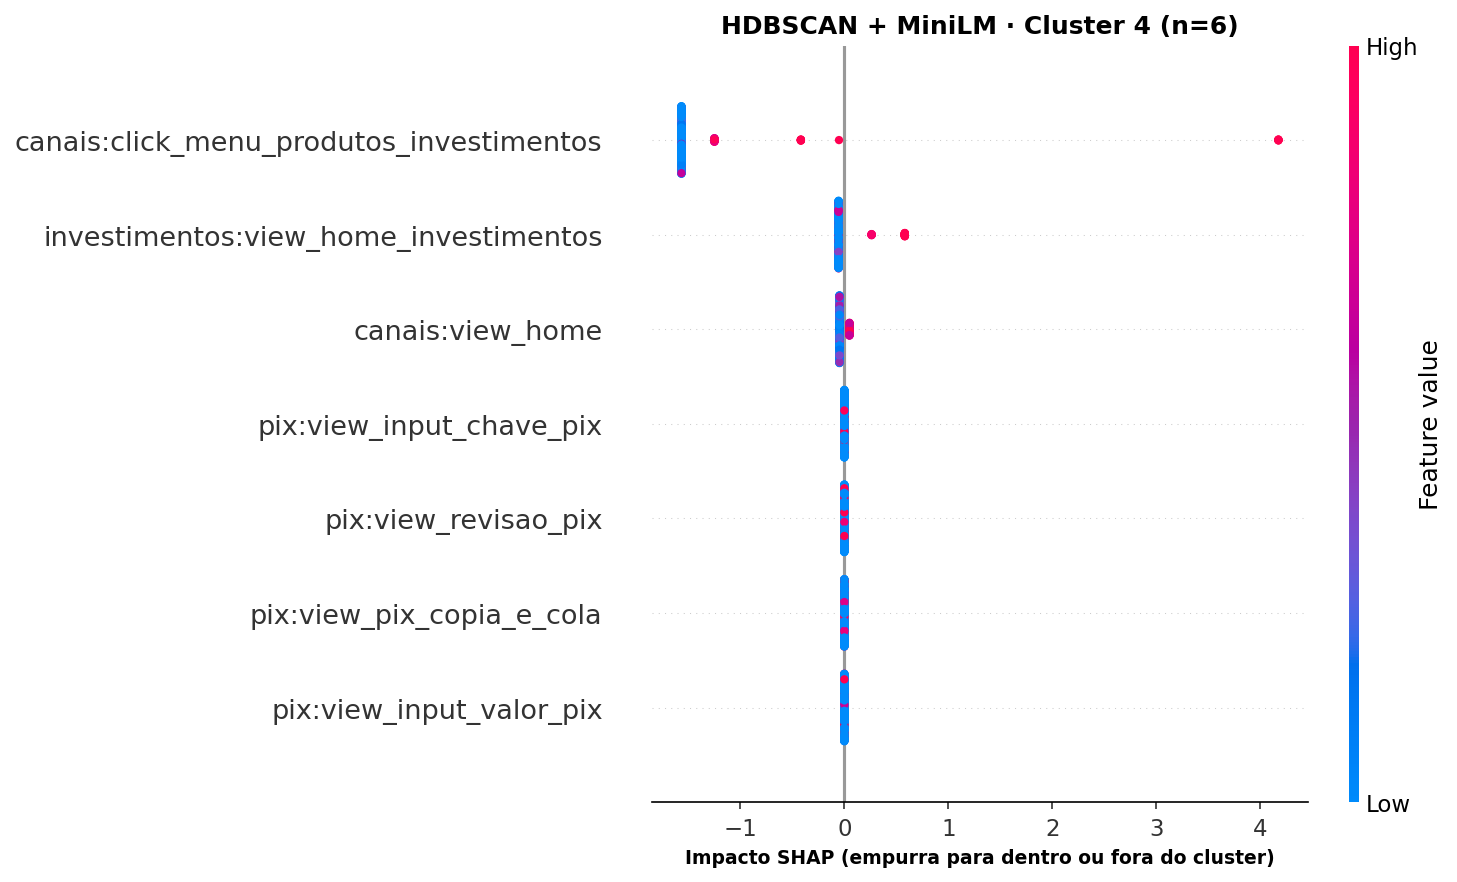 HDBSCAN + MiniLM · Cluster 4 (n=6)
High
canais:click_menu_produtos_investimentos
investimentos:view_home_investimentos
canais:view_home
pix:view_input_chave_pix
pix:view_revisao_pix
pix:view_pix_copia_e_cola
pix:view_input_valor_pix
Feature value
Low
−1 0 1 2 3 4
Impacto SHAP (empurra para dentro ou fora do cluster)